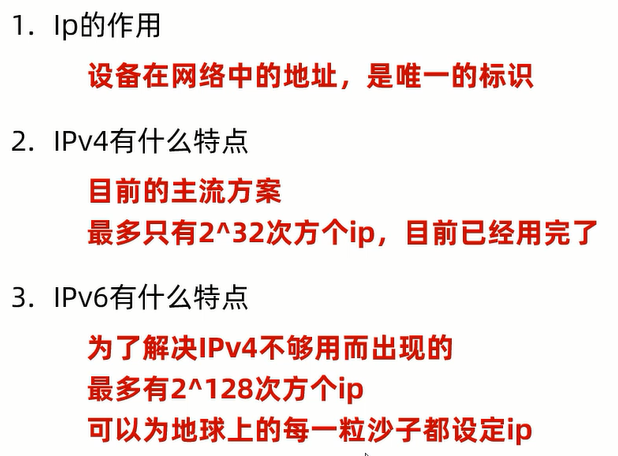 1. Ip的作用
设备在网络中的地址，是唯一的标识
2. IPv4有什么特点
目前的主流方案
最多只有2^32次方个ip，目前已经用完了
3. IPv6有什么特点
为了解决IPv4不够用而出现的
最多有2^128次方个ip
可以为地球上的每一粒沙子都设定ip